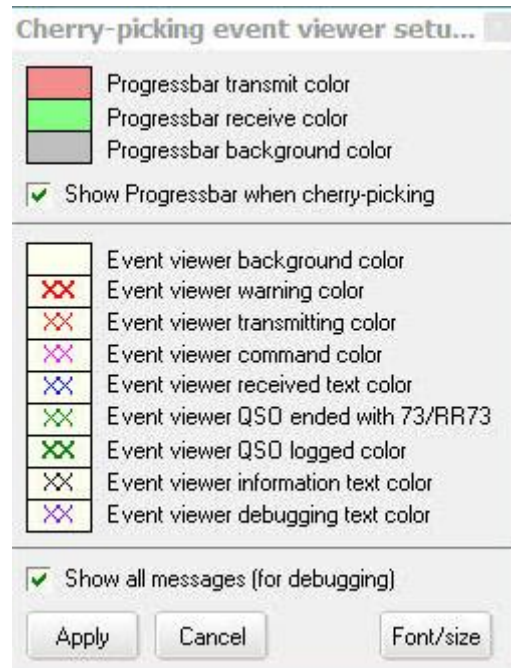 Cherry-picking event viewer setu...
Progressbar transmit color
Progressbar receive color
Progressbar background color
Show Progressbar when cherry-picking
Event viewer background color
XX Event viewer warning color
XX Event viewer transmitting color
XX Event viewer command color
XX Event viewer received text color
XX Event viewer QSO ended with 73/RR73
XX Event viewer QSO logged color
XX Event viewer information text color
XX Event viewer debugging text color
Show all messages (for debugging)
Apply Cancel Font/size